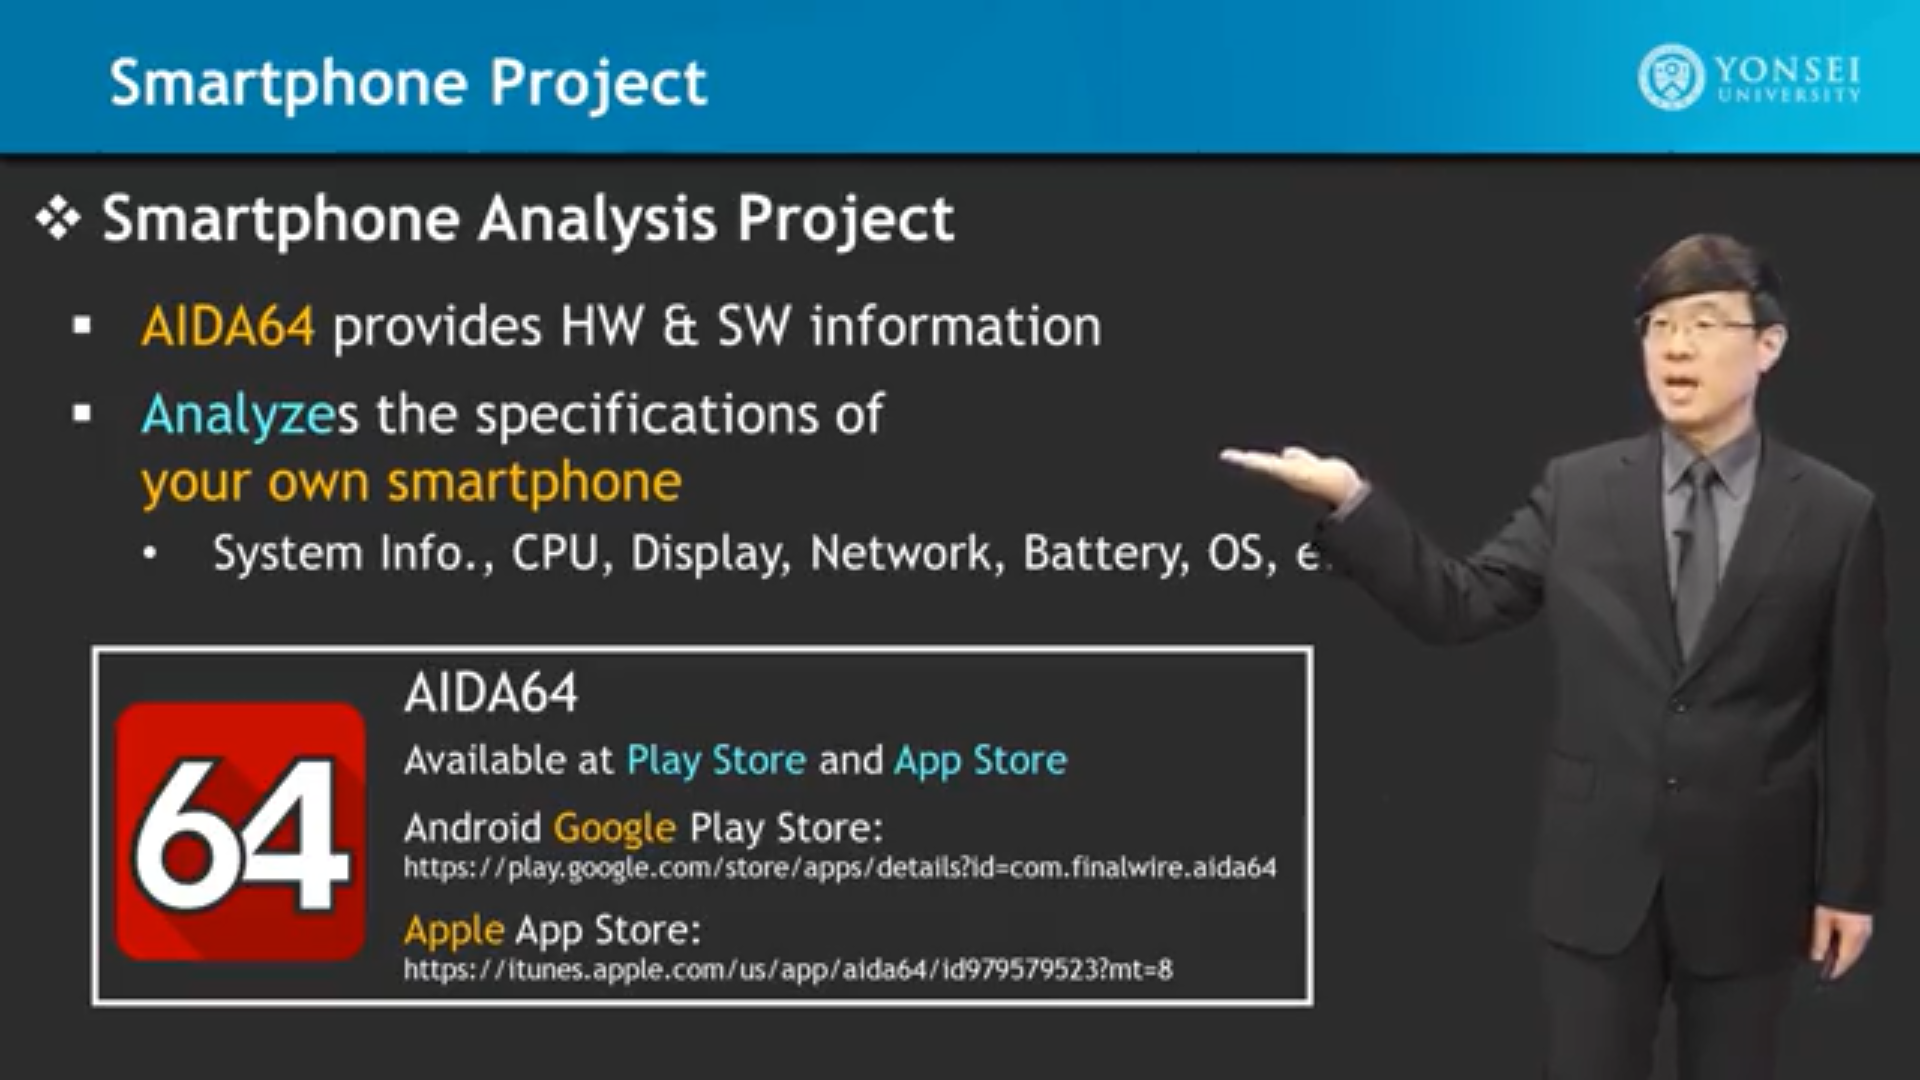 Smartphone Project
YONSEI
UNIVERSITY
❖ Smartphone Analysis Project
▪ AIDA64 provides HW & SW information
▪ Analyzes the specifications of
your own smartphone
• System Info., CPU, Display, Network, Battery, OS,
64
AIDA64
Available at Play Store and App Store
Android Google Play Store:
https://play.google.com/store/apps/details?id=com.finalwire.aida64
Apple App Store:
https://itunes.apple.com/us/app/aida64/id979579523?mt=8